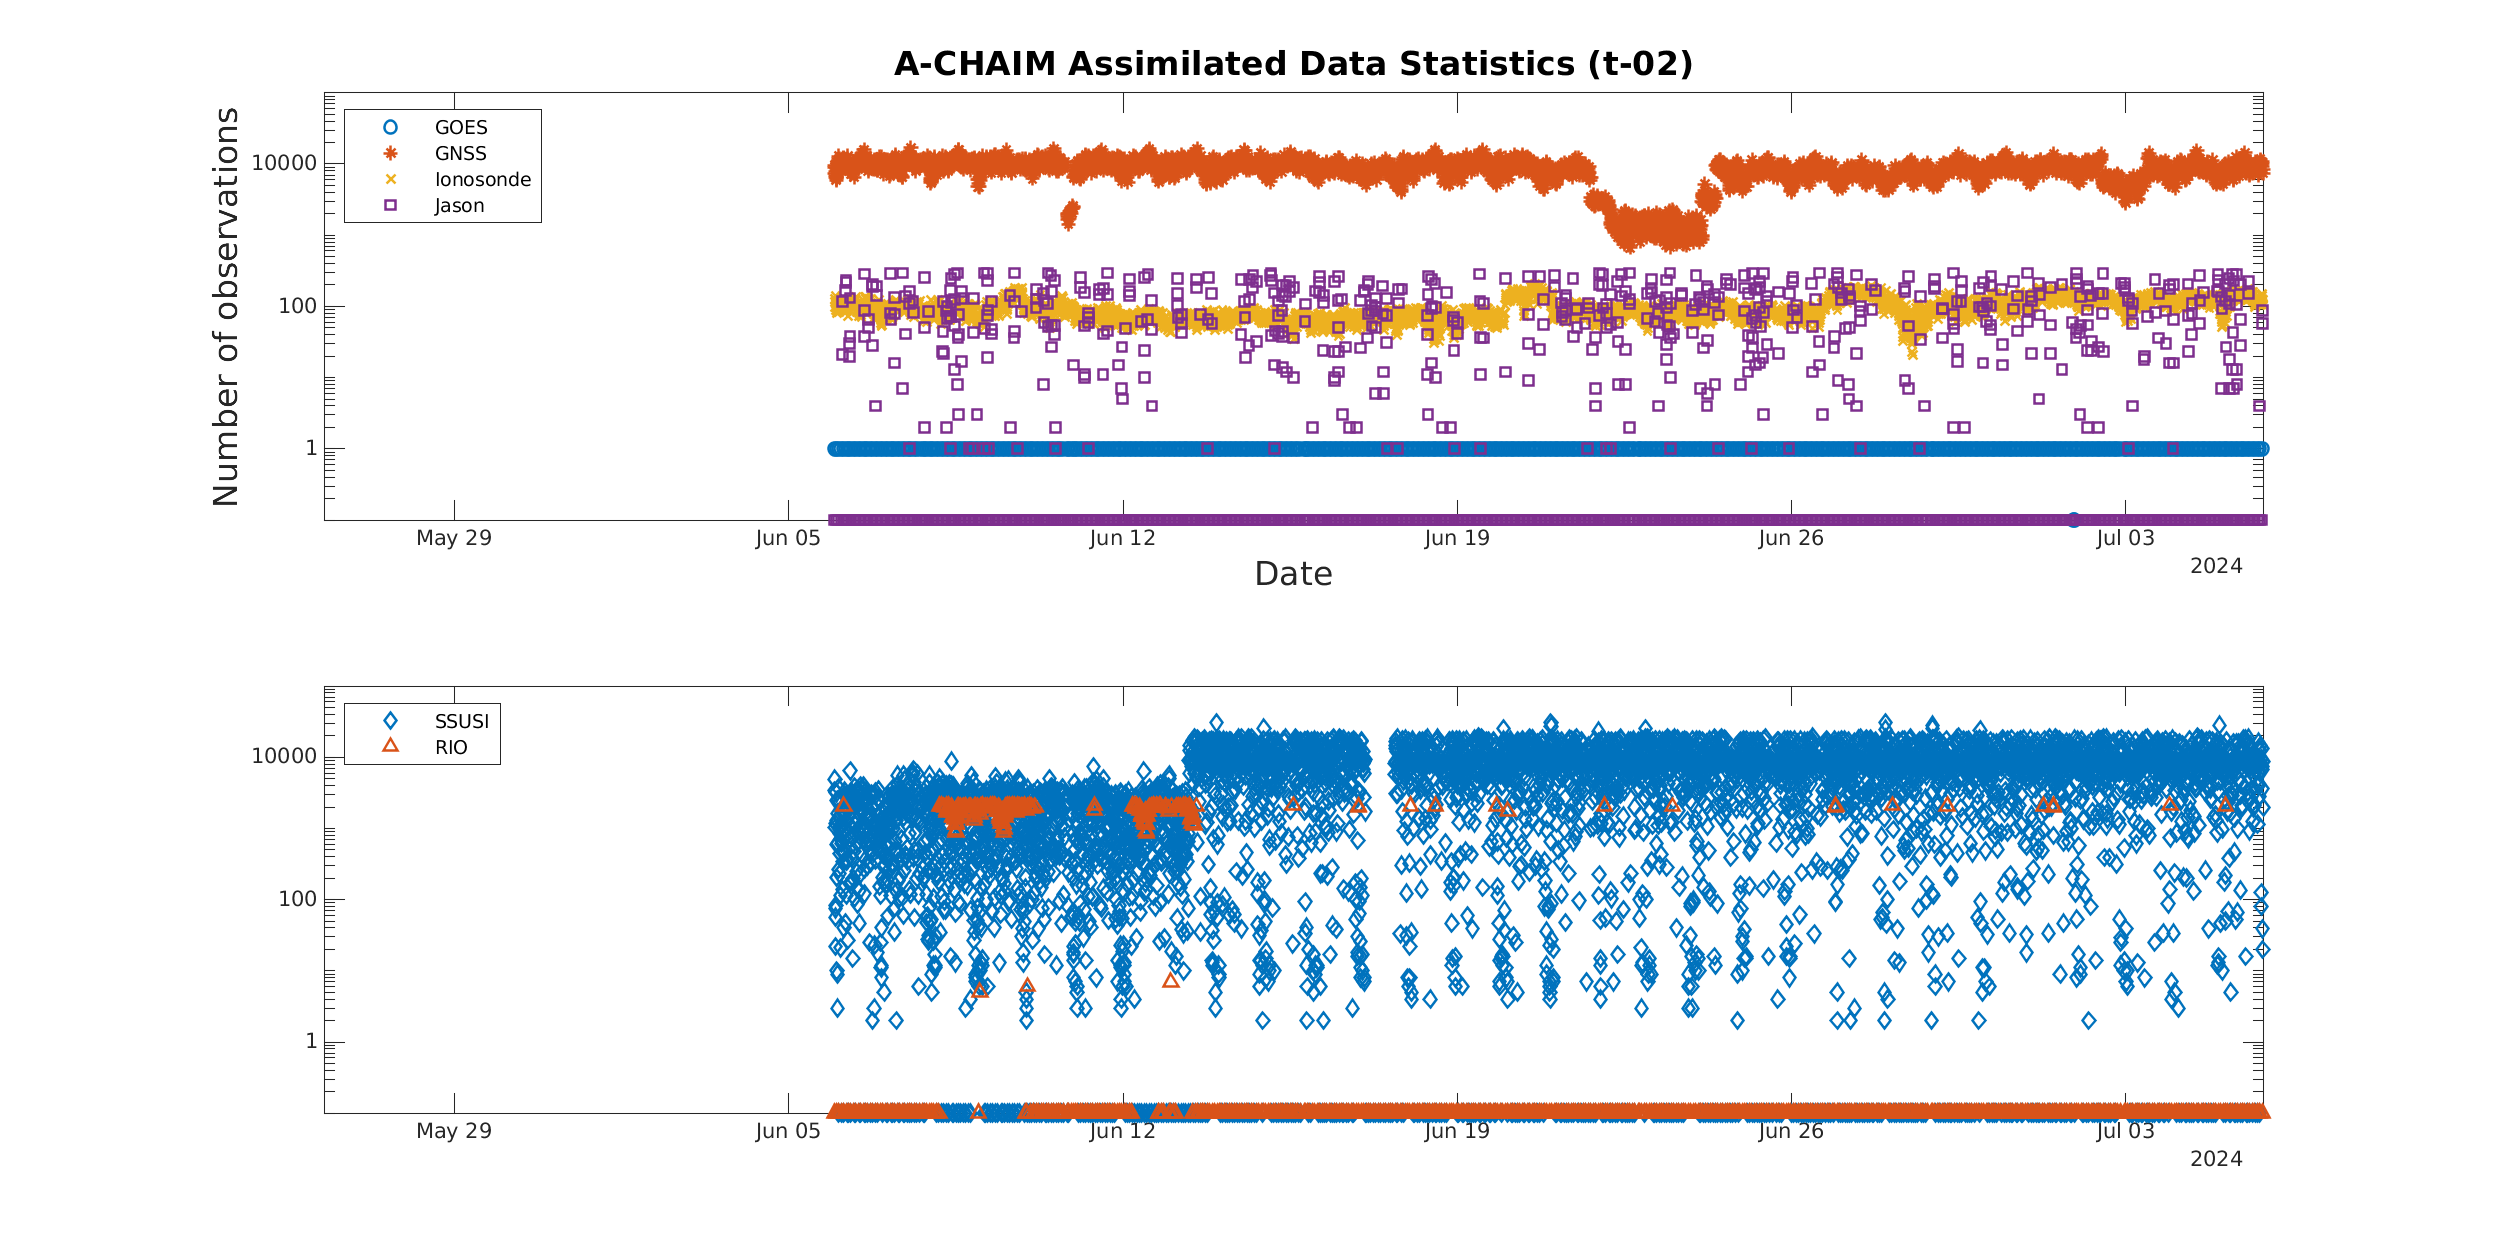 A-CHAIM Assimilated Data Statistics (t-02)
Number of observations
10000
100
1
GOES
GNSS
Ionosonde
Jason
May 29
Jun 05
Jun 12
Jun 19
Jun 26
Jul 03
2024
Date
10000
100
1
SSUSI
RIO
May 29
Jun 05
Jun 12
Jun 19
Jun 26
Jul 03
2024